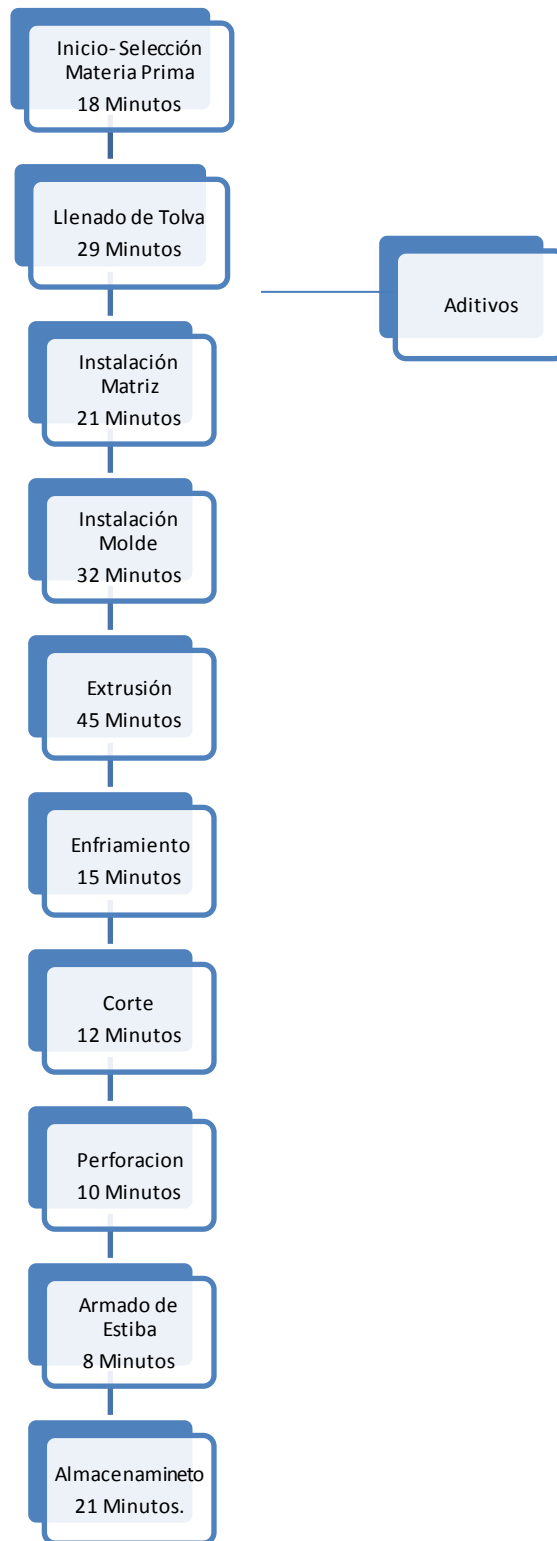 Inicio- Selección
Materia Prima
18 Minutos
Llenado de Tolva
29 Minutos
Aditivos
Instalación
Matriz
21 Minutos
Instalación
Molde
32 Minutos
Extrusión
45 Minutos
Enfriamiento
15 Minutos
Corte
12 Minutos
Perforacion
10 Minutos
Armado de
Estiba
8 Minutos
Almacenamineto
21 Minutos.